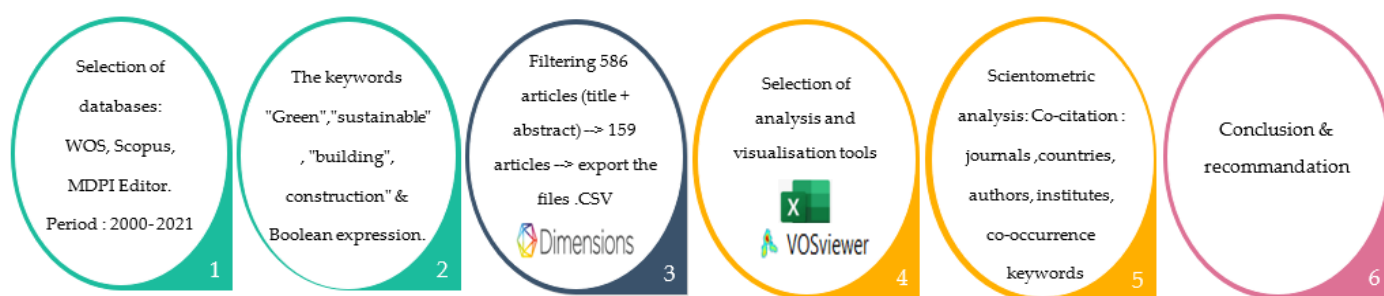 Selection of
databases:
WOS, Scopus,
MDPI Editor.
Period : 2000-2021
1
The keywords
"Green","sustainable"
, "building",
construction" &
Boolean expression.
2
Filtering 586
articles (title +
abstract) --> 159
articles --> export the
files .CSV
Dimensions
3
Selection of
analysis and
visualisation tools
X
VOSviewer
4
Scientometric
analysis: Co-citation :
journals ,countries,
authors, institutes,
co-occurrence
keywords
5
Conclusion &
recommandation
6